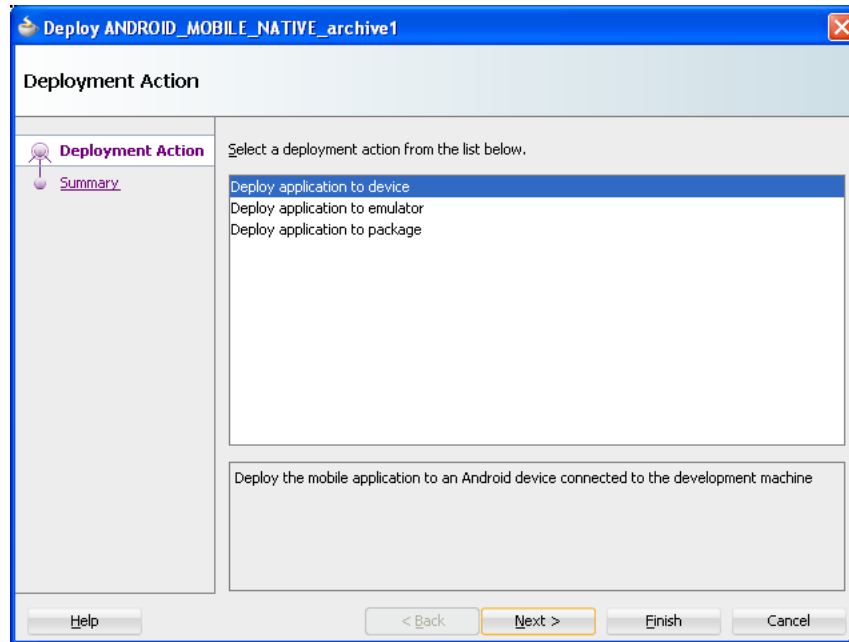 Deploy ANDROID_MOBILE_NATIVE_archive1
Deployment Action
Deployment Action
Summary
Select a deployment action from the list below.
Deploy application to device
Deploy application to emulator
Deploy application to package
Deploy the mobile application to an Android device connected to the development machine
Help
< Back
Next >
Finish
Cancel